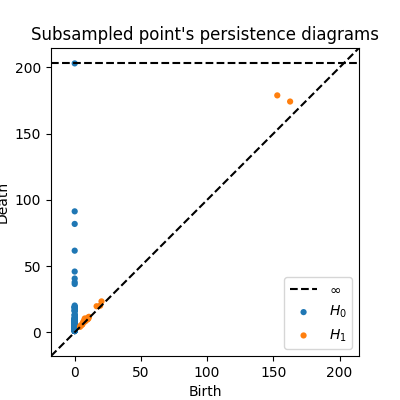 Subsampled point's persistence diagrams
200
150
100
50
0
Death
0 50 100 150 200
Birth
∞
H₀
H₁